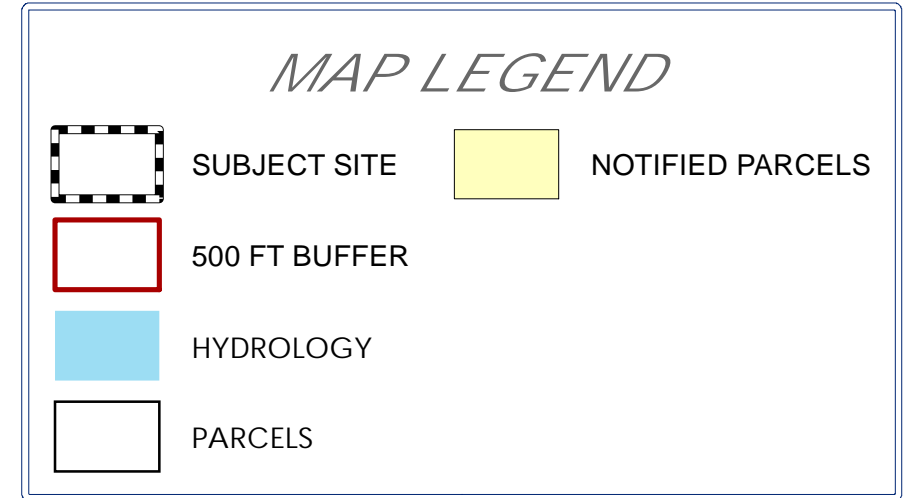 MAP LEGEND
SUBJECT SITE
NOTIFIED PARCELS
500 FT BUFFER
HYDROLOGY
PARCELS